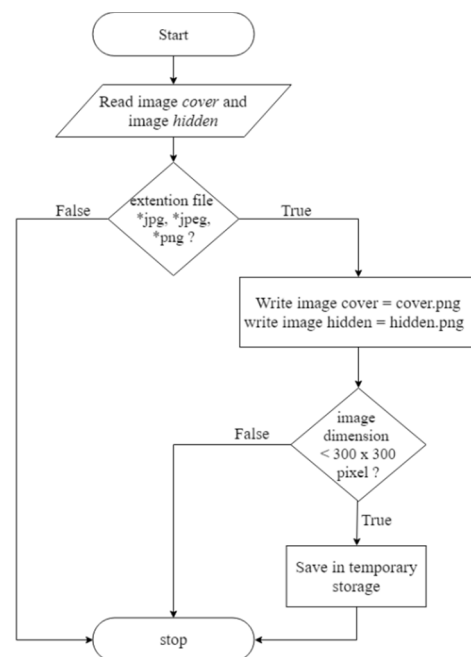 Start
Read image cover and
image hidden
extention file
*jpg, *jpeg,
*png ?
False
True
Write image cover = cover.png
write image hidden = hidden.png
image
dimension
< 300 x 300
pixel ?
False
True
Save in temporary
storage
stop